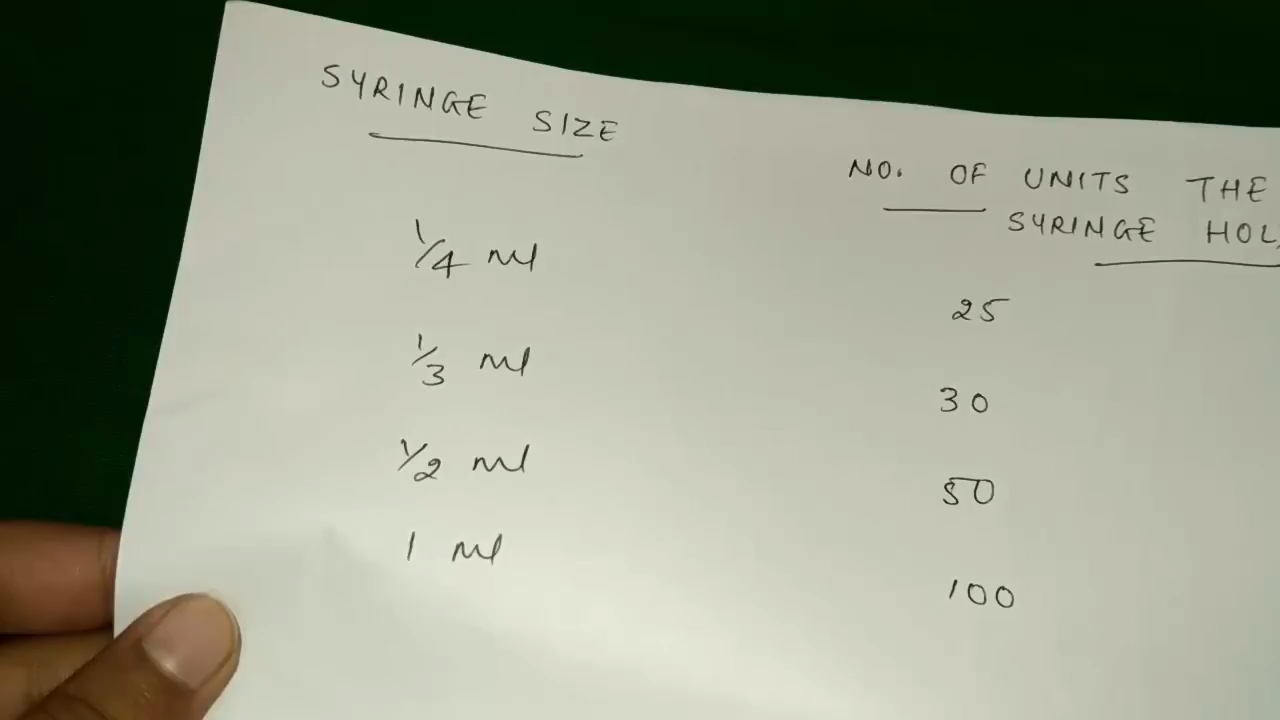 SYRINGE SIZE
NO. OF UNITS THE
SYRINGE HOL
1/4 ml
25
1/3 ml
30
1/2 ml
50
1 ml
100